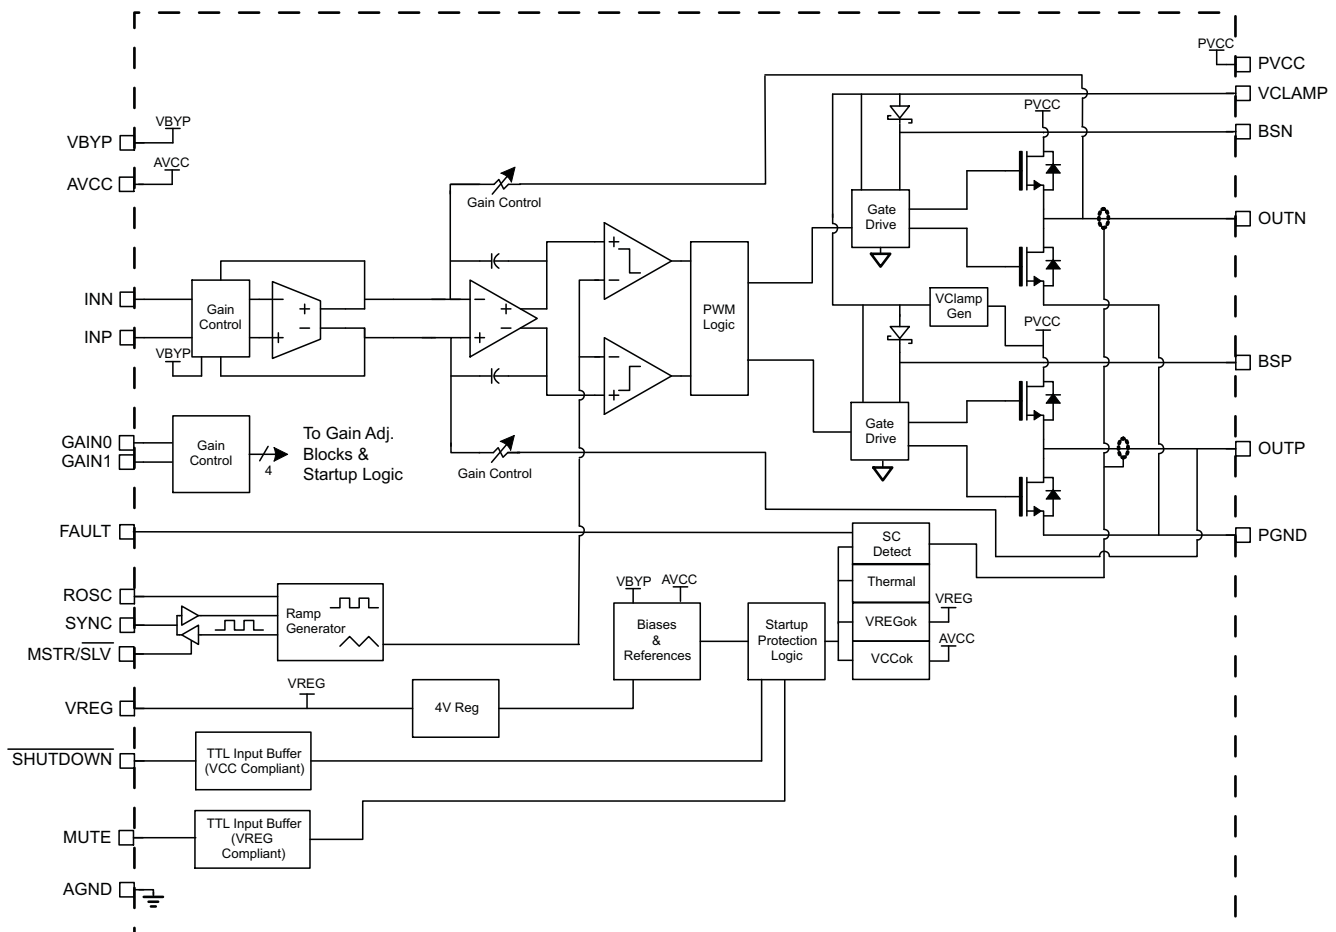 PVCC
PVCC
VCLAMP
PVCC
BSN
VBYP
VBYP
AVCC
AVCC
Gain Control
Gate
Drive
OUTN
INN
INP
Gain
Control
VBYP
+
−
−
+
−
+
+
−
+
−
−
+
PWM
Logic
VClamp
Gen
PVCC
BSP
Gate
Drive
OUTP
GAIN0
GAIN1
Gain
Control
4
To Gain Adj.
Blocks &
Startup Logic
Gain Control
FAULT
SC
Detect
PGND
Thermal
VREGok
VREG
VCCok
AVCC
ROSC
SYNC
MSTR/SLV
Ramp
Generator
VBYP
AVCC
Biases
&
References
Startup
Protection
Logic
VREG
VREG
4V Reg
SHUTDOWN
TTL Input Buffer
(VCC Compliant)
MUTE
TTL Input Buffer
(VREG
Compliant)
AGND